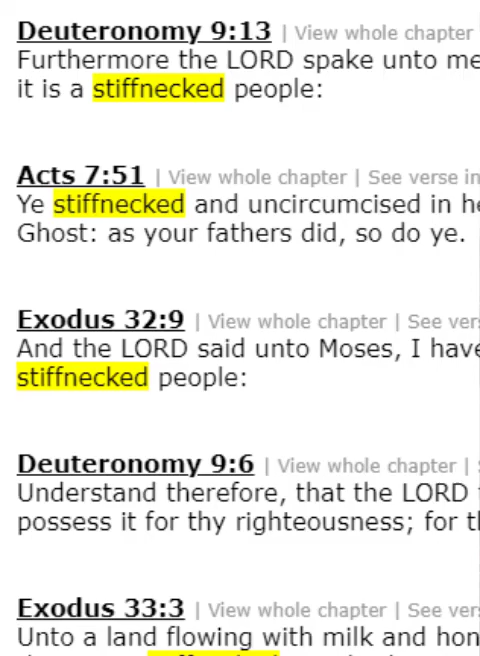 Deuteronomy 9:13 | View whole chapter
Furthermore the LORD spake unto me
it is a stiffnecked people:
Acts 7:51 | View whole chapter | See verse in
Ye stiffnecked and uncircumcised in he
Ghost: as your fathers did, so do ye.
Exodus 32:9 | View whole chapter | See vers
And the LORD said unto Moses, I have
stiffnecked people:
Deuteronomy 9:6 | View whole chapter |
Understand therefore, that the LORD
possess it for thy righteousness; for th
Exodus 33:3 | View whole chapter | See vers
Unto a land flowing with milk and hon